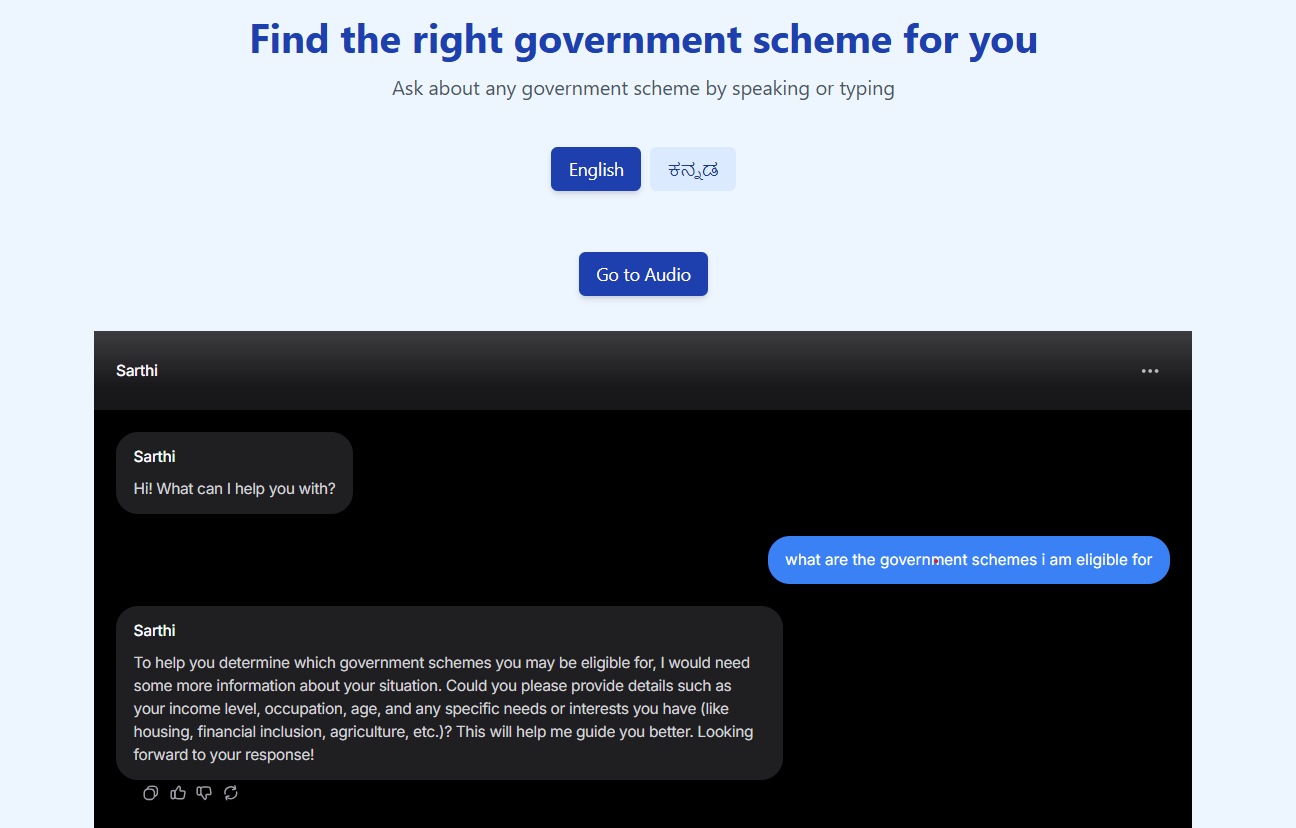 Find the right government scheme for you
Ask about any government scheme by speaking or typing
English ಕನ್ನಡ
Go to Audio
Sarthi
Sarthi
Hi! What can I help you with?
what are the government schemes i am eligible for
Sarthi
To help you determine which government schemes you may be eligible for, I would need
some more information about your situation. Could you please provide details such as
your income level, occupation, age, and any specific needs or interests you have (like
housing, financial inclusion, agriculture, etc.)? This will help me guide you better. Looking
forward to your response!